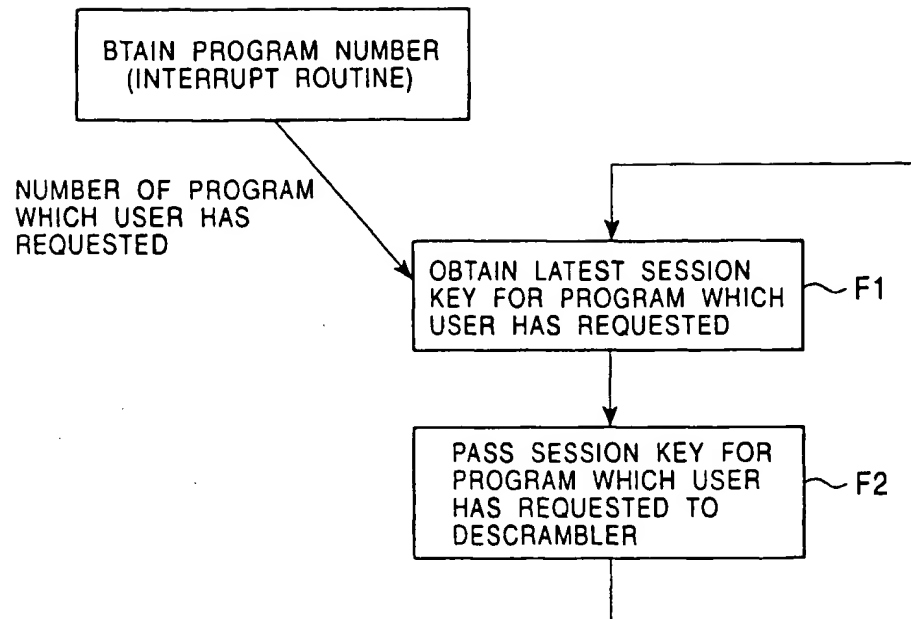 BTAIN PROGRAM NUMBER
(INTERRUPT ROUTINE)
NUMBER OF PROGRAM
WHICH USER HAS
REQUESTED
OBTAIN LATEST SESSION
KEY FOR PROGRAM WHICH
USER HAS REQUESTED
F1
PASS SESSION KEY FOR
PROGRAM WHICH USER
HAS REQUESTED TO
DESCRAMBLER
F2